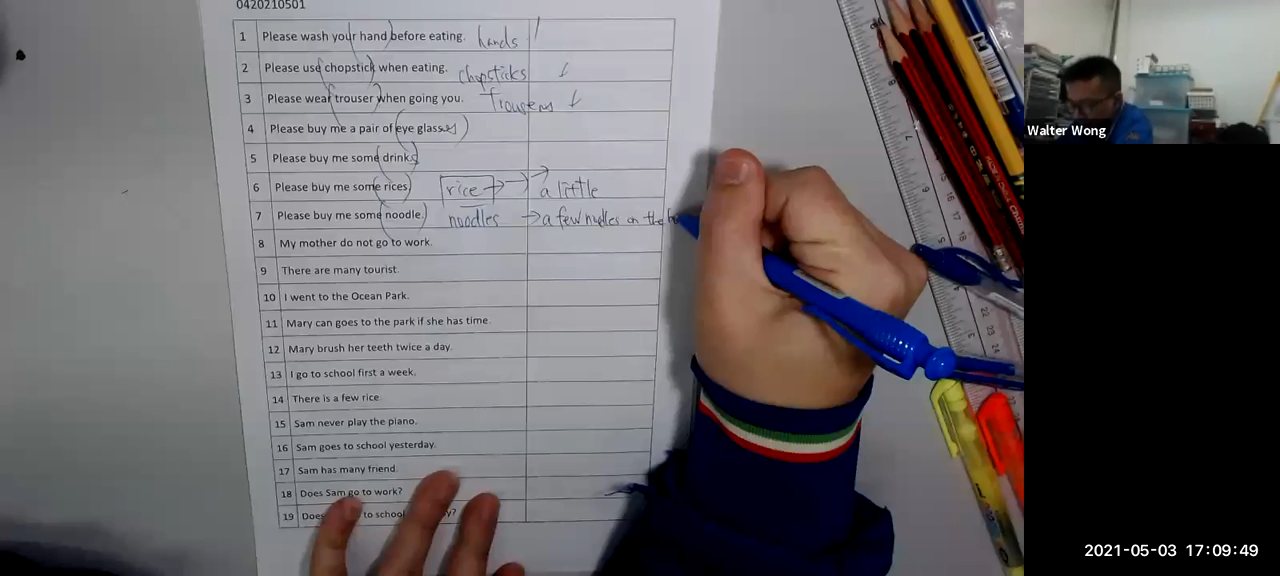 0420210501
1 Please wash your hand before eating. hands
2 Please use chopstick when eating. chopsticks
3 Please wear trouser when going you. Trousers
4 Please buy me a pair of eye glasses
5 Please buy me some drinks
6 Please buy me some rices rice → a little
7 Please buy me some noodle. noodles → a few nudles on the
8 My mother do not go to work.
9 There are many tourist.
10 I went to the Ocean Park.
11 Mary can goes to the park if she has time.
12 Mary brush her teeth twice a day.
13 I go to school first a week.
14 There is a few rice.
15 Sam never play the piano.
16 Sam goes to school yesterday.
17 Sam has many friend.
18 Does Sam go to work?
19 to school
Walter Wong
2021-05-03 17:09:49